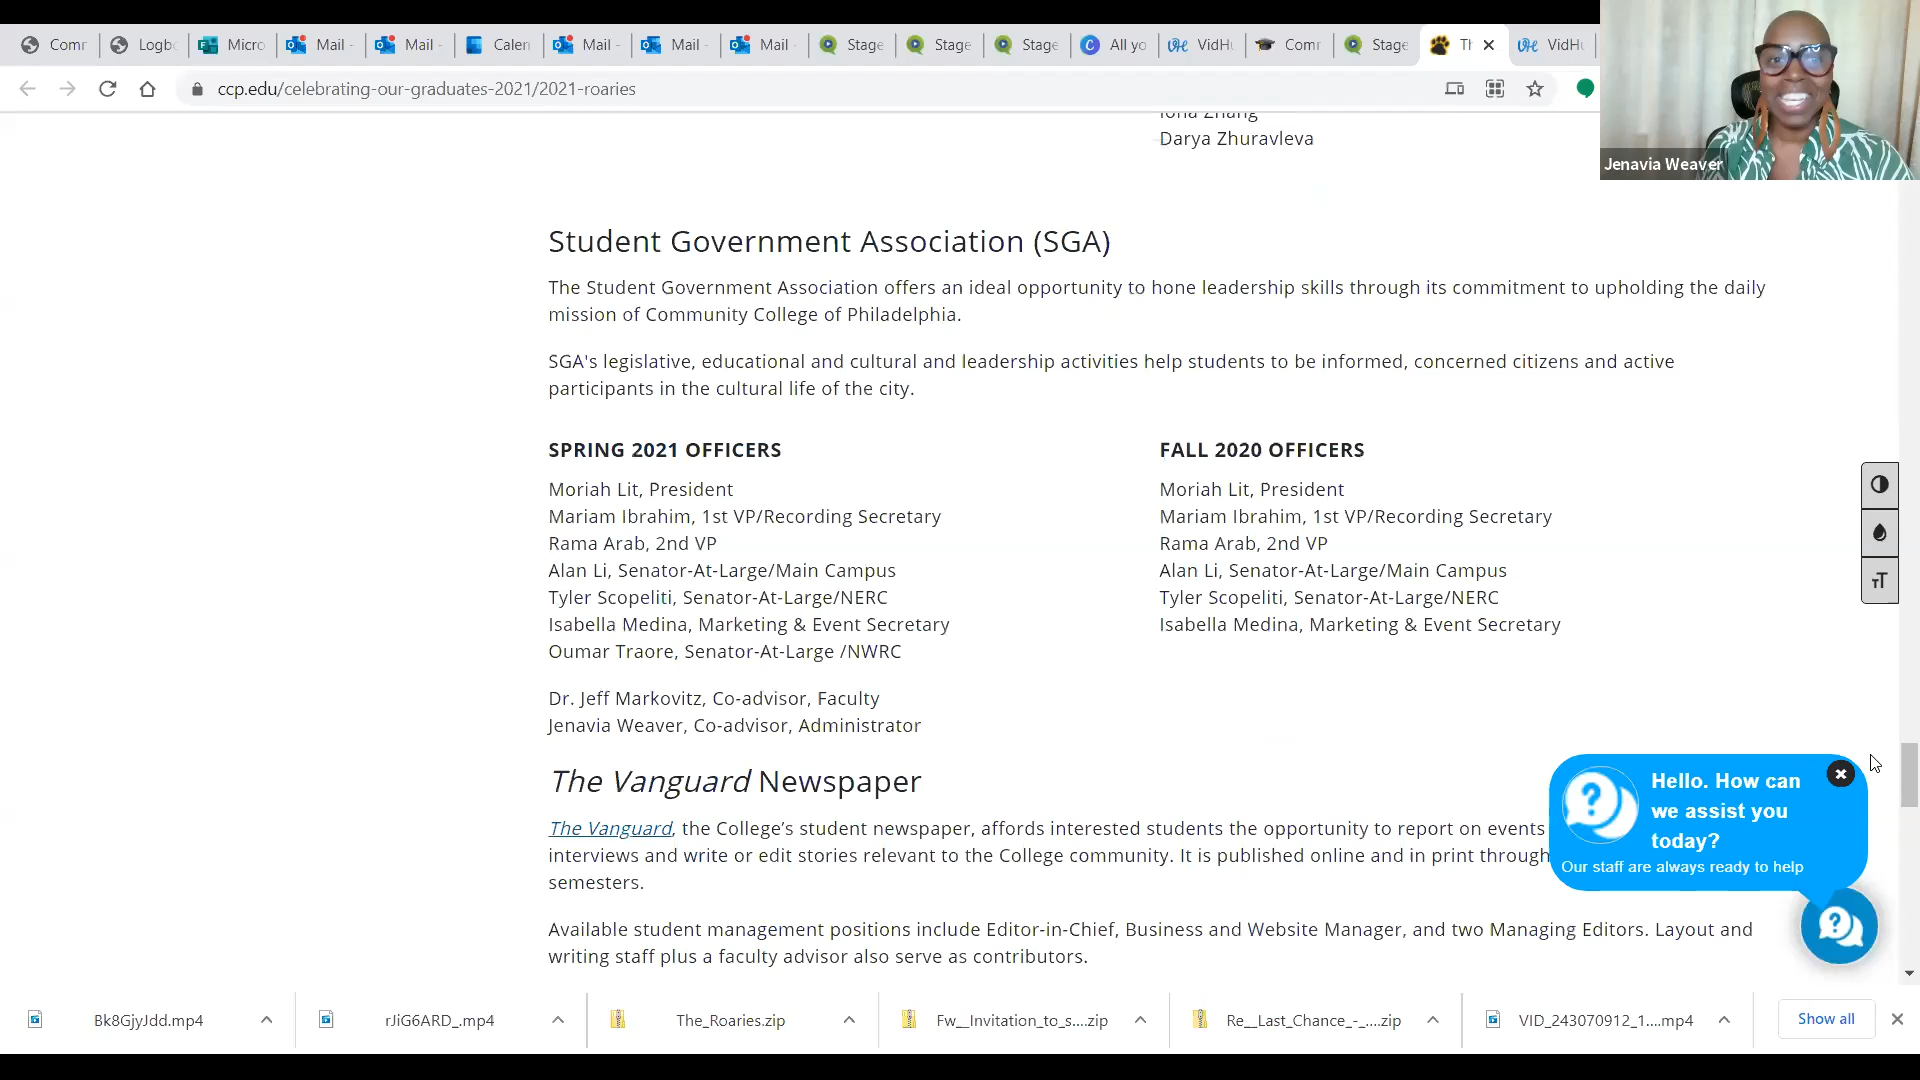 Comr
Logbo
Micro
Mail -
Mail -
Calen
Mail -
Mail -
Mail -
Stage
Stage
Stage
All yo
VidHu
Comr
Stage
Th
VidHu
ccp.edu/celebrating-our-graduates-2021/2021-roaries
Jenavia Weaver
Iona Zhang
Darya Zhuravleva
Student Government Association (SGA)
The Student Government Association offers an ideal opportunity to hone leadership skills through its commitment to upholding the daily
mission of Community College of Philadelphia.
SGA's legislative, educational and cultural and leadership activities help students to be informed, concerned citizens and active
participants in the cultural life of the city.
SPRING 2021 OFFICERS
Moriah Lit, President
Mariam Ibrahim, 1st VP/Recording Secretary
Rama Arab, 2nd VP
Alan Li, Senator-At-Large/Main Campus
Tyler Scopeliti, Senator-At-Large/NERC
Isabella Medina, Marketing & Event Secretary
Oumar Traore, Senator-At-Large /NWRC
Dr. Jeff Markovitz, Co-advisor, Faculty
Jenavia Weaver, Co-advisor, Administrator
FALL 2020 OFFICERS
Moriah Lit, President
Mariam Ibrahim, 1st VP/Recording Secretary
Rama Arab, 2nd VP
Alan Li, Senator-At-Large/Main Campus
Tyler Scopeliti, Senator-At-Large/NERC
Isabella Medina, Marketing & Event Secretary
The Vanguard Newspaper
The Vanguard, the College's student newspaper, affords interested students the opportunity to report on events
interviews and write or edit stories relevant to the College community. It is published online and in print through
semesters.
Available student management positions include Editor-in-Chief, Business and Website Manager, and two Managing Editors. Layout and
writing staff plus a faculty advisor also serve as contributors.
Hello. How can
we assist you
today?
Our staff are always ready to help
Bk8GjyJdd.mp4
rJiG6ARD_.mp4
The_Roaries.zip
Fw__Invitation_to_s....zip
Re__Last_Chance_-_....zip
VID_243070912_1....mp4
Show all